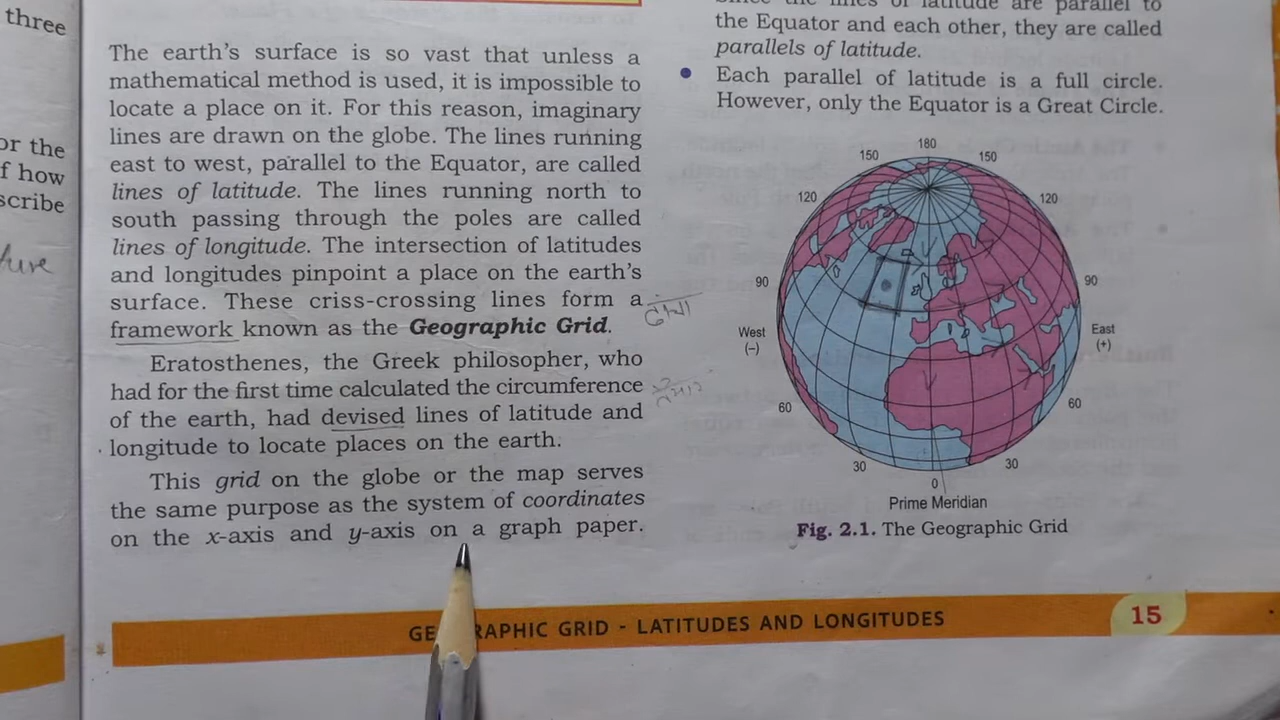 three
or the
f how
scribe
The earth's surface is so vast that unless a
mathematical method is used, it is impossible to
locate a place on it. For this reason, imaginary
lines are drawn on the globe. The lines running
east to west, parallel to the Equator, are called
lines of latitude. The lines running north to
south passing through the poles are called
lines of longitude. The intersection of latitudes
and longitudes pinpoint a place on the earth's
surface. These criss-crossing lines form a
framework known as the Geographic Grid.
Eratosthenes, the Greek philosopher, who
had for the first time calculated the circumference
of the earth, had devised lines of latitude and
longitude to locate places on the earth.
This grid on the globe or the map serves
the same purpose as the system of coordinates
on the x-axis and y-axis on a graph paper.
the Equator and each other, they are called
parallels of latitude.
• Each parallel of latitude is a full circle.
However, only the Equator is a Great Circle.
180
150 150
120 120
90 90
West East
(–) (+)
60 60
30 30
0
Prime Meridian
Fig. 2.1. The Geographic Grid
GRAPHIC GRID - LATITUDES AND LONGITUDES
15